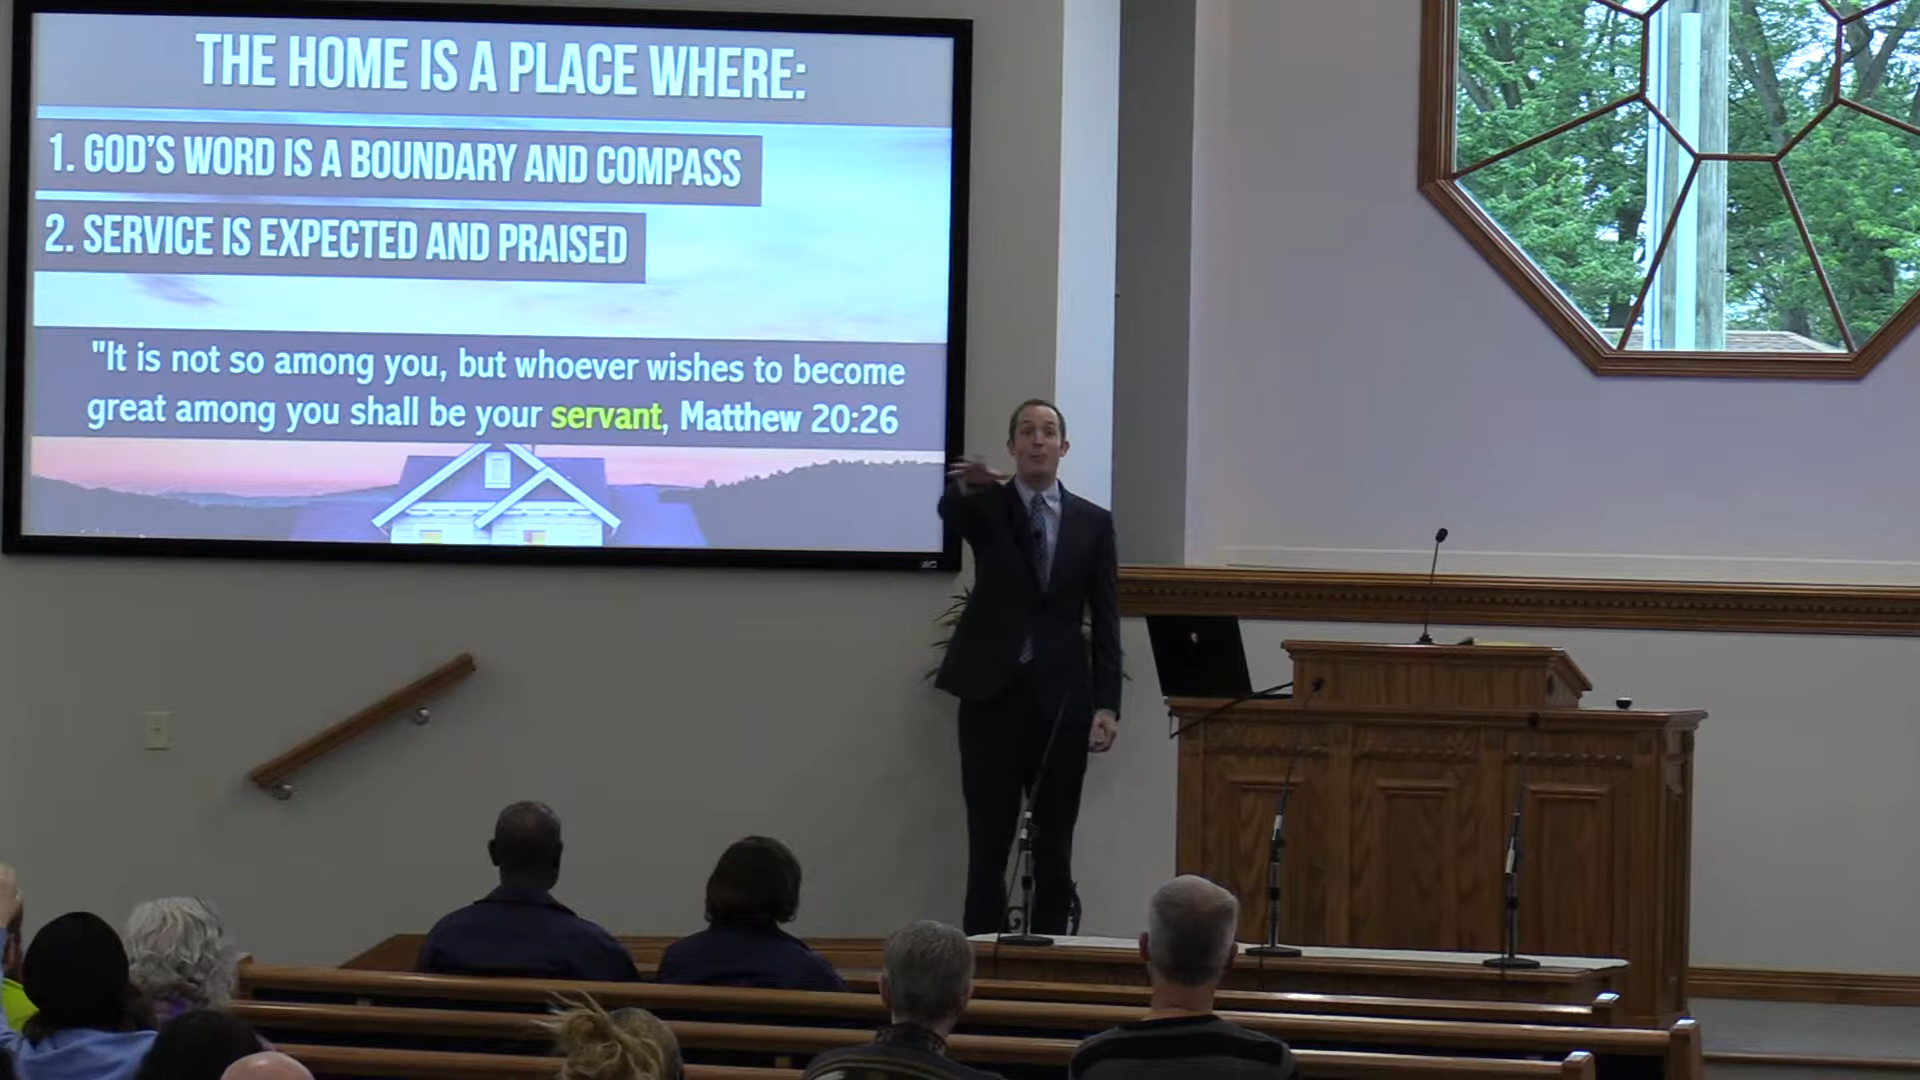 THE HOME IS A PLACE WHERE:
1. GOD'S WORD IS A BOUNDARY AND COMPASS
2. SERVICE IS EXPECTED AND PRAISED
"It is not so among you, but whoever wishes to become
great among you shall be your servant, Matthew 20:26